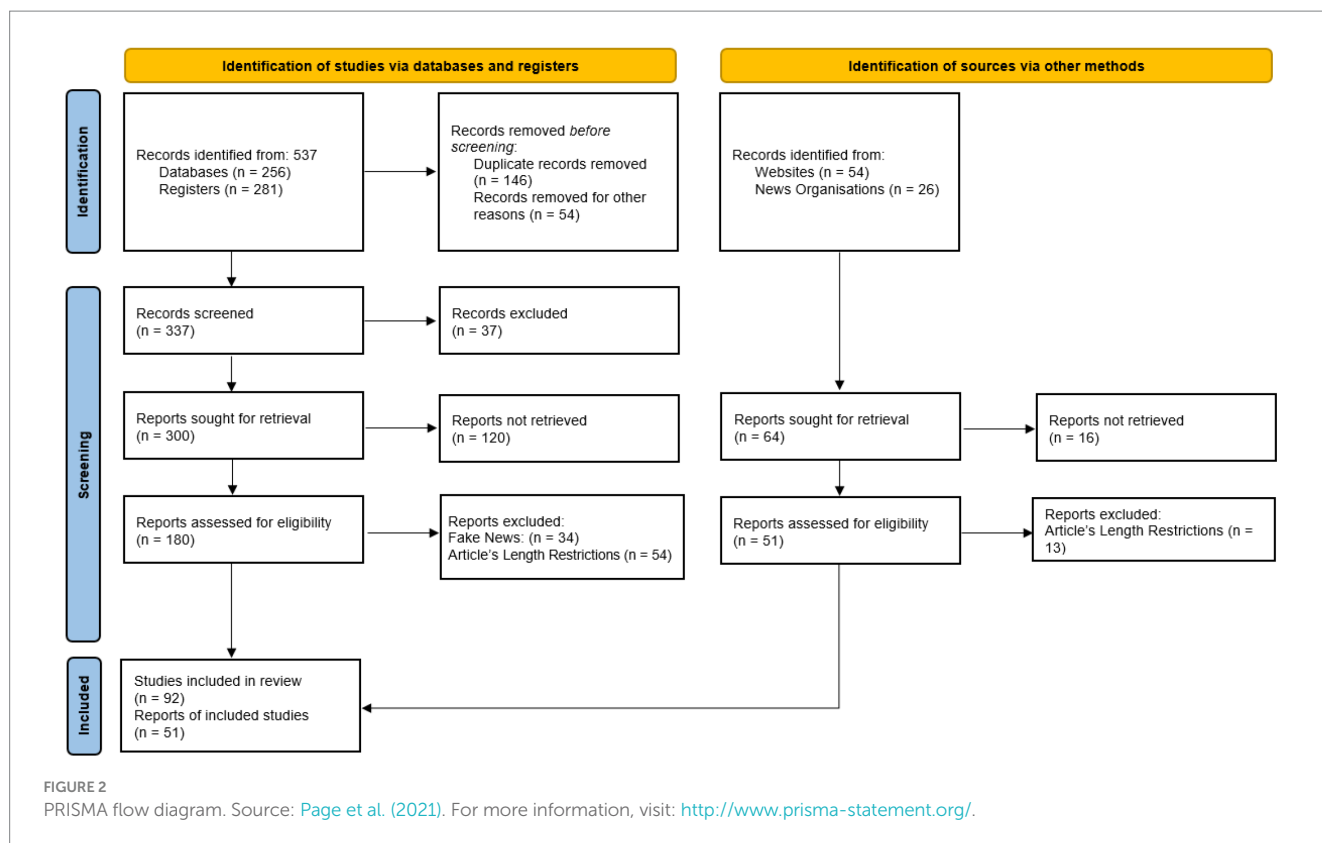 Identification of studies via databases and registers
Identification of sources via other methods
Identification
Records identified from: 537
Databases (n = 256)
Registers (n = 281)
Records removed before
screening:
Duplicate records removed
(n = 146)
Records removed for other
reasons (n = 54)
Records identified from:
Websites (n = 54)
News Organisations (n = 26)
Screening
Records screened
(n = 337)
Records excluded
(n = 37)
Reports sought for retrieval
(n = 300)
Reports not retrieved
(n = 120)
Reports sought for retrieval
(n = 64)
Reports not retrieved
(n = 16)
Reports assessed for eligibility
(n = 180)
Reports excluded:
Fake News: (n = 34)
Article's Length Restrictions (n = 54)
Reports assessed for eligibility
(n = 51)
Reports excluded:
Article's Length Restrictions (n =
13)
Included
Studies included in review
(n = 92)
Reports of included studies
(n = 51)
FIGURE 2
PRISMA flow diagram. Source: Page et al. (2021). For more information, visit: http://www.prisma-statement.org/.